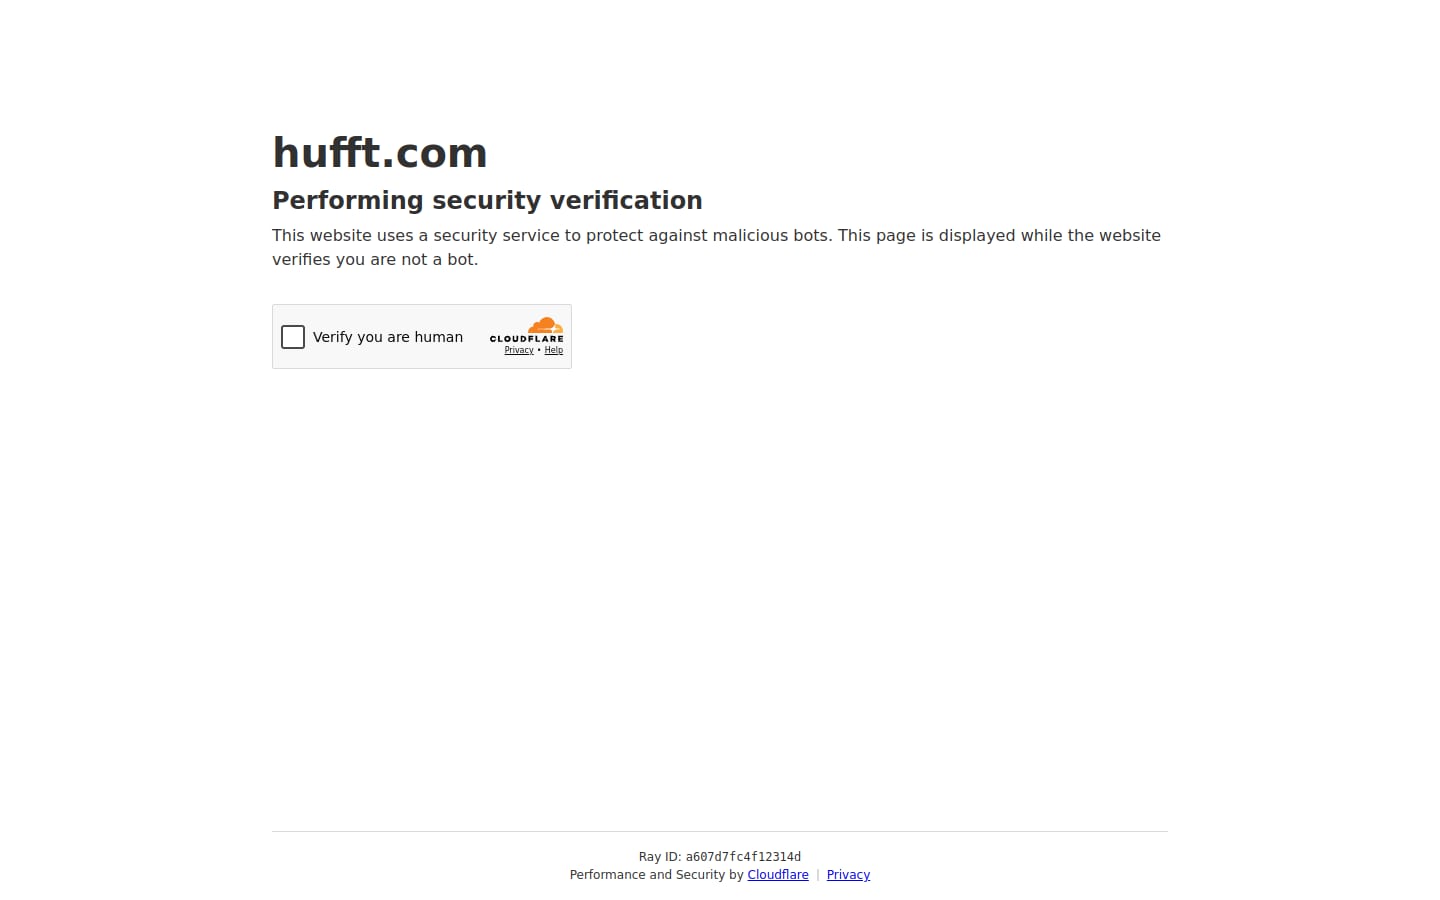 hufft.com
Performing security verification
This website uses a security service to protect against malicious bots. This page is displayed while the website
verifies you are not a bot.
Verify you are human
CLOUDFLARE
Privacy • Help
Ray ID: a607d7fc4f12314d
Performance and Security by Cloudflare | Privacy